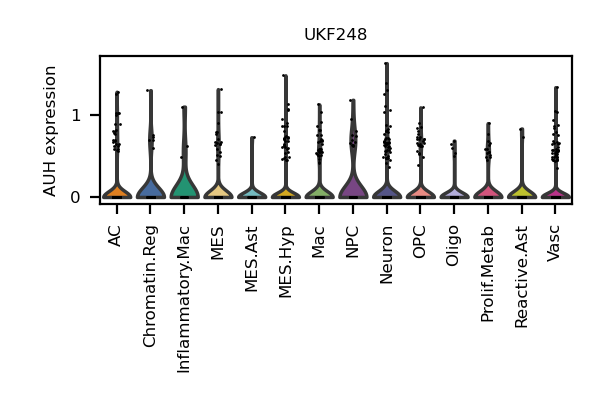 UKF248
AUH expression
1
0
AC
Chromatin.Reg
Inflammatory.Mac
MES
MES.Ast
MES.Hyp
Mac
NPC
Neuron
OPC
Oligo
Prolif.Metab
Reactive.Ast
Vasc